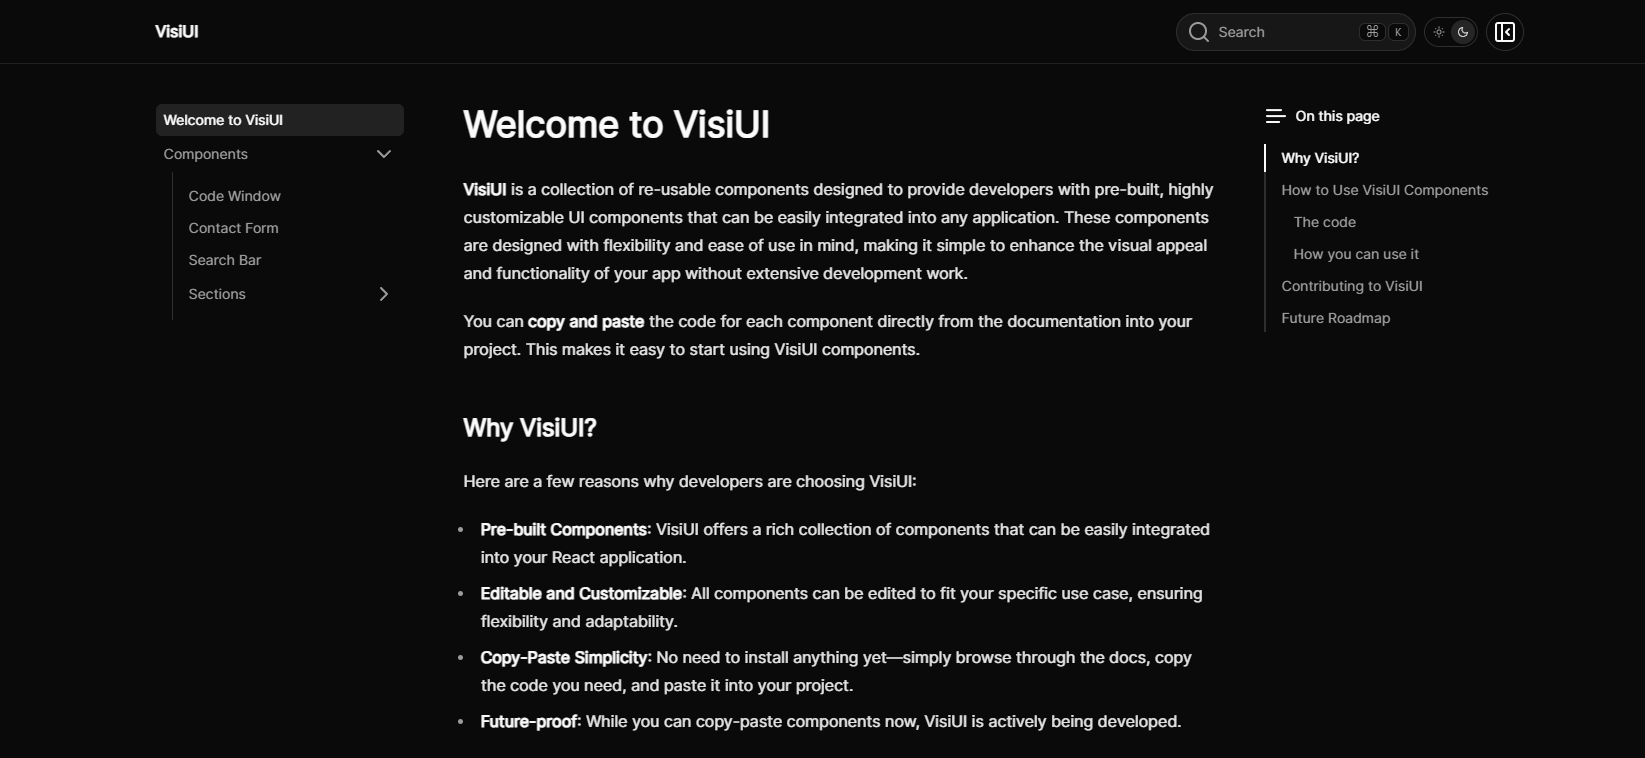 VisiUI
Search
⌘ K
Welcome to VisiUI
Components
Code Window
Contact Form
Search Bar
Sections
Welcome to VisiUI
VisiUI is a collection of re-usable components designed to provide developers with pre-built, highly
customizable UI components that can be easily integrated into any application. These components
are designed with flexibility and ease of use in mind, making it simple to enhance the visual appeal
and functionality of your app without extensive development work.
You can copy and paste the code for each component directly from the documentation into your
project. This makes it easy to start using VisiUI components.
Why VisiUI?
Here are a few reasons why developers are choosing VisiUI:
• Pre-built Components: VisiUI offers a rich collection of components that can be easily integrated
into your React application.
• Editable and Customizable: All components can be edited to fit your specific use case, ensuring
flexibility and adaptability.
• Copy-Paste Simplicity: No need to install anything yet—simply browse through the docs, copy
the code you need, and paste it into your project.
• Future-proof: While you can copy-paste components now, VisiUI is actively being developed.
On this page
Why VisiUI?
How to Use VisiUI Components
The code
How you can use it
Contributing to VisiUI
Future Roadmap